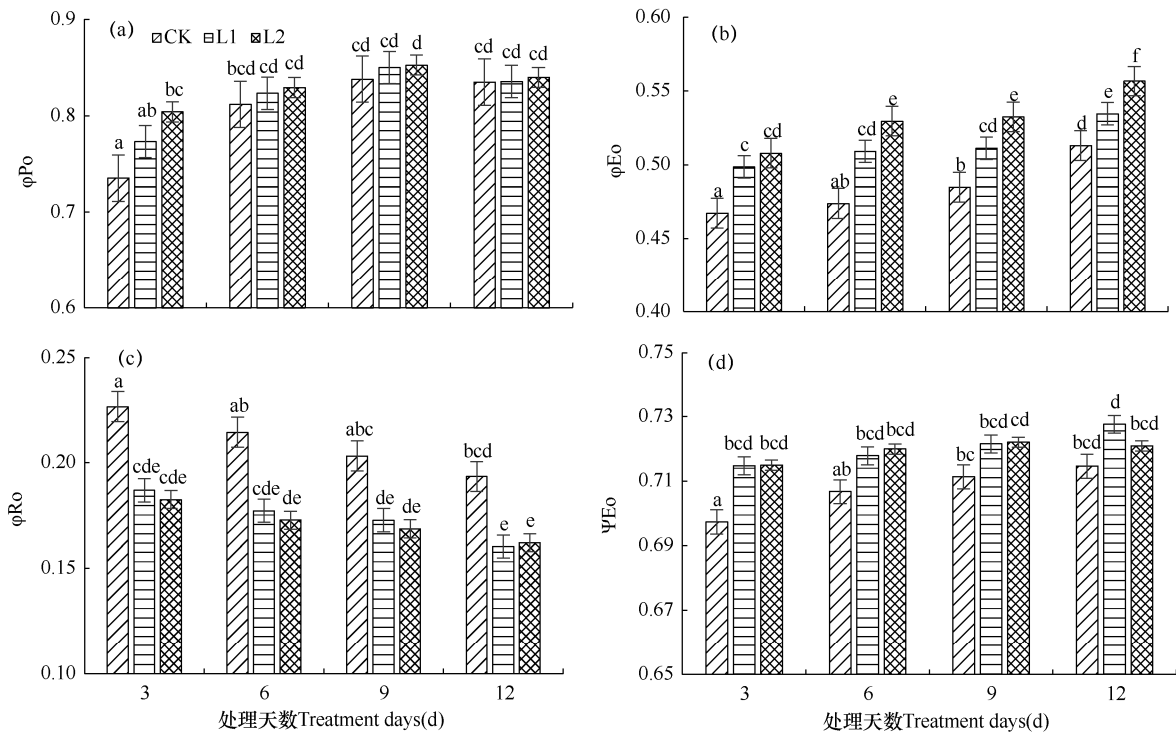 (a)
CK L1 L2
0.9
0.8
0.7
0.6
φPo
a ab bc
bcd cd cd
cd cd d
cd cd cd
(b)
0.60
0.55
0.50
0.45
0.40
φEo
a c cd
ab cd e
b cd e
d e f
(c)
0.25
0.20
0.15
0.10
φRo
a cde cde
ab cde de
abc de de
bcd e e
3 6 9 12
处理天数Treatment days(d)
(d)
0.75
0.73
0.71
0.69
0.67
0.65
ΨEo
a bcd bcd
ab bcd bcd
bc bcd cd
bcd d bcd
3 6 9 12
处理天数Treatment days(d)